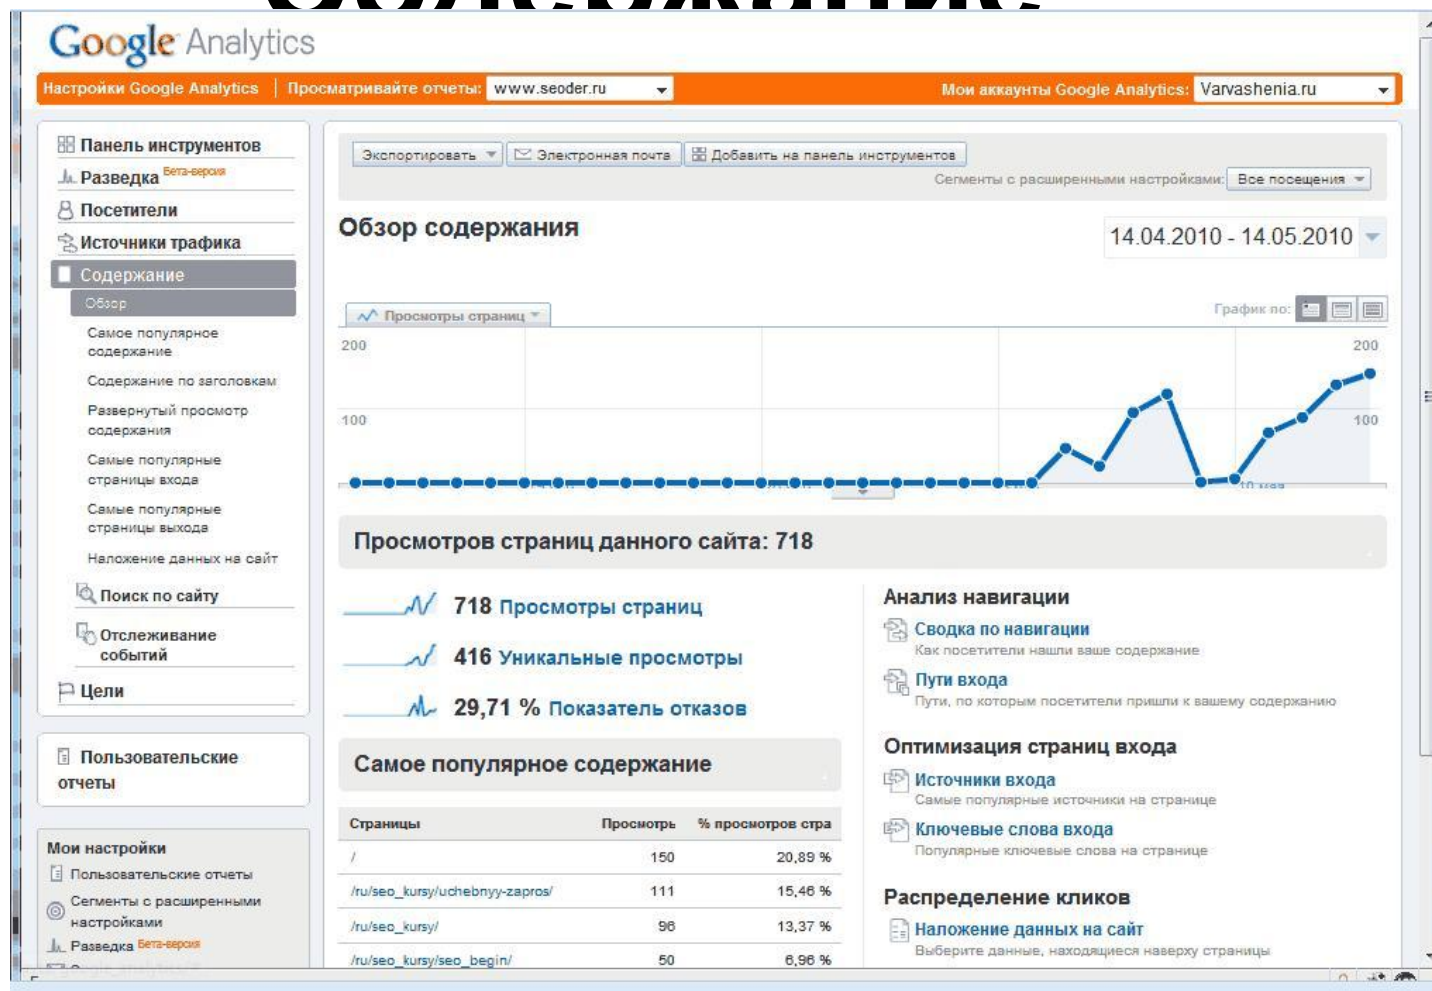 Содержание
Google Analytics
Настройки Google Analytics | Просматривайте отчеты: www.seoder.ru Мои аккаунты Google Analytics: Varvashenia.ru
Панель инструментов
Разведка Бета-версия
Посетители
Источники трафика
Содержание
Обзор
Самое популярное
содержание
Содержание по заголовкам
Развернутый просмотр
содержания
Самые популярные
страницы входа
Самые популярные
страницы выхода
Наложение данных на сайт
Поиск по сайту
Отслеживание
событий
Цели
Пользовательские
отчеты
Мои настройки
Пользовательские отчеты
Сегменты с расширенными
настройками
Разведка Бета-версия
Экспортировать Электронная почта Добавить на панель инструментов
Сегменты с расширенными настройками: Все посещения
Обзор содержания
14.04.2010 - 14.05.2010
Просмотры страниц
График по:
200 200
100 100
10 мая
Просмотров страниц данного сайта: 718
718 Просмотры страниц
416 Уникальные просмотры
29,71 % Показатель отказов
Самое популярное содержание
Страницы Просмотры % просмотров стра
/ 150 20,89 %
/ru/seo_kursy/uchebnyy-zapros/ 111 15,46 %
/ru/seo_kursy/ 96 13,37 %
/ru/seo_kursy/seo_begin/ 50 6,96 %
Анализ навигации
Сводка по навигации
Как посетители нашли ваше содержание
Пути входа
Пути, по которым посетители пришли к вашему содержанию
Оптимизация страниц входа
Источники входа
Самые популярные источники на странице
Ключевые слова входа
Популярные ключевые слова на странице
Распределение кликов
Наложение данных на сайт
Выберите данные, находящиеся наверху страницы